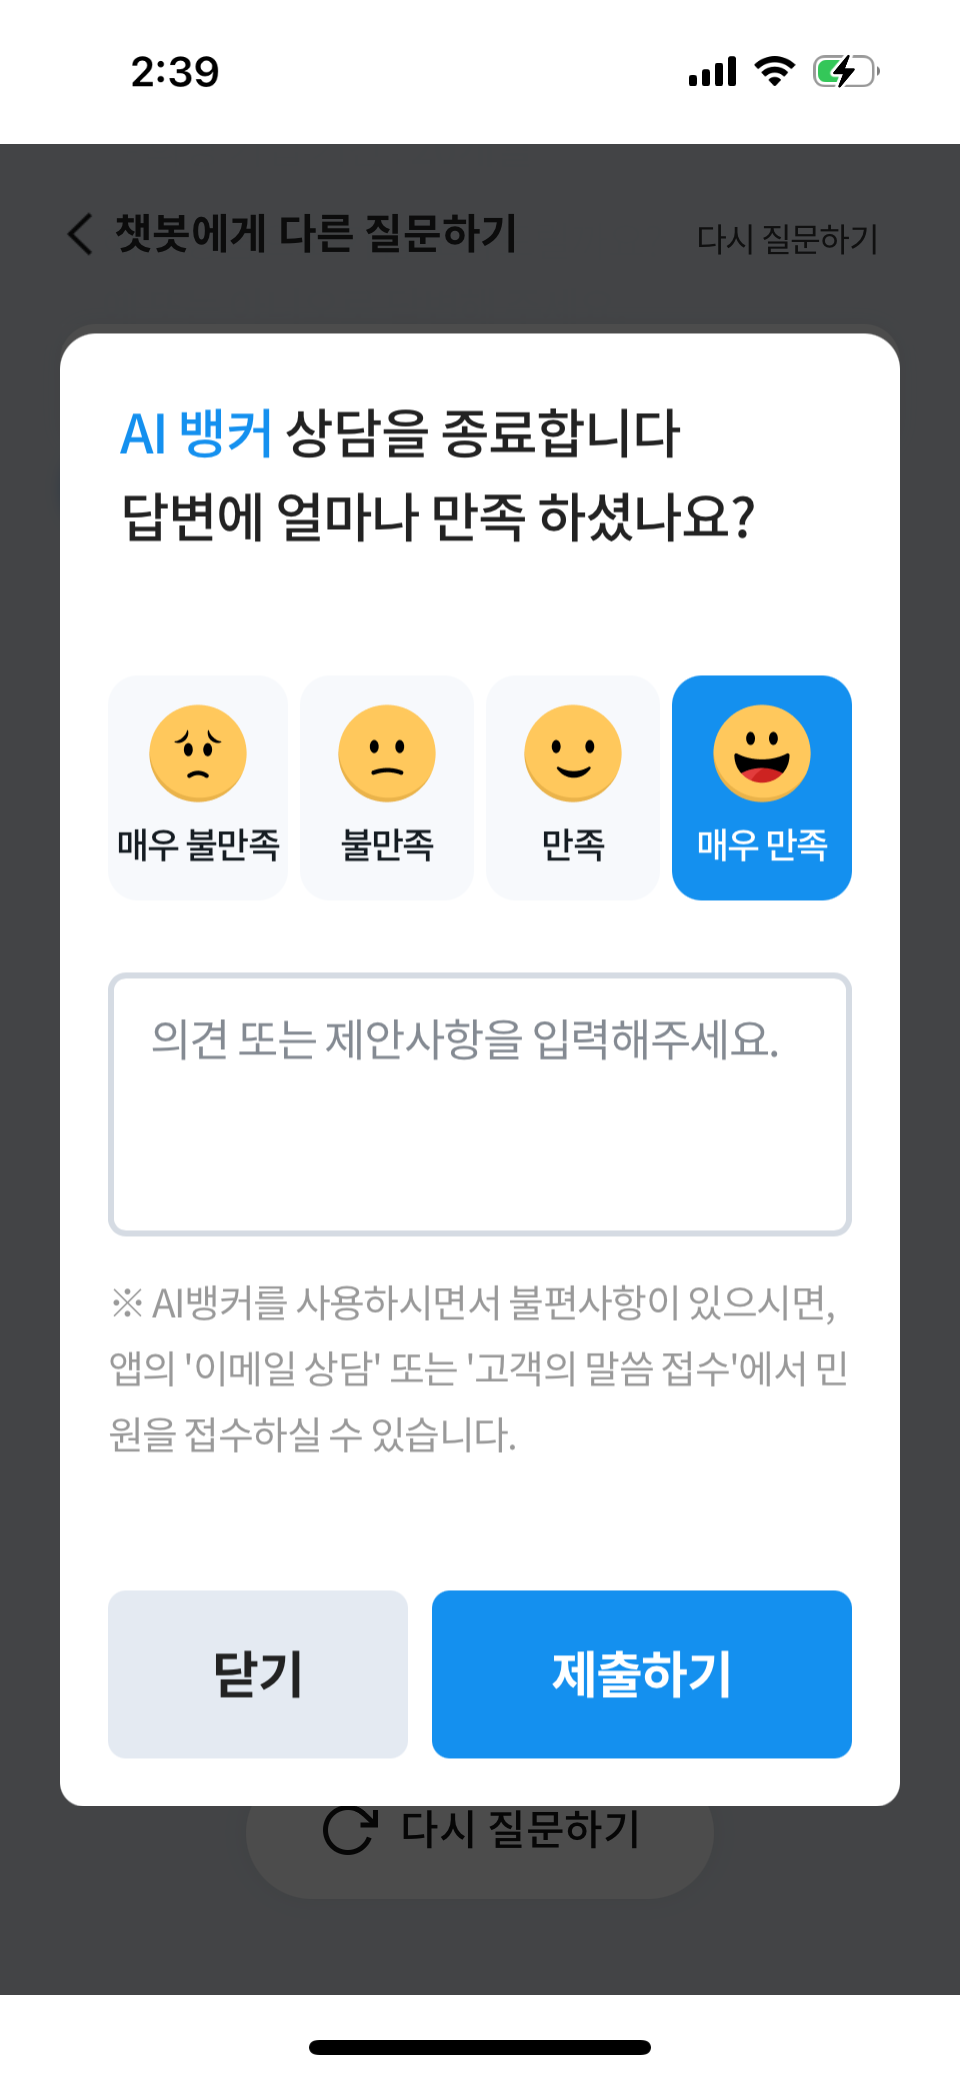 2:39
챗봇에게 다른 질문하기
다시 질문하기
AI 뱅커 상담을 종료합니다
답변에 얼마나 만족 하셨나요?
매우 불만족
불만족
만족
매우 만족
의견 또는 제안사항을 입력해주세요.
※ AI뱅커를 사용하시면서 불편사항이 있으시면,
앱의 '이메일 상담' 또는 '고객의 말씀 접수'에서 민
원을 접수하실 수 있습니다.
닫기
제출하기
다시 질문하기